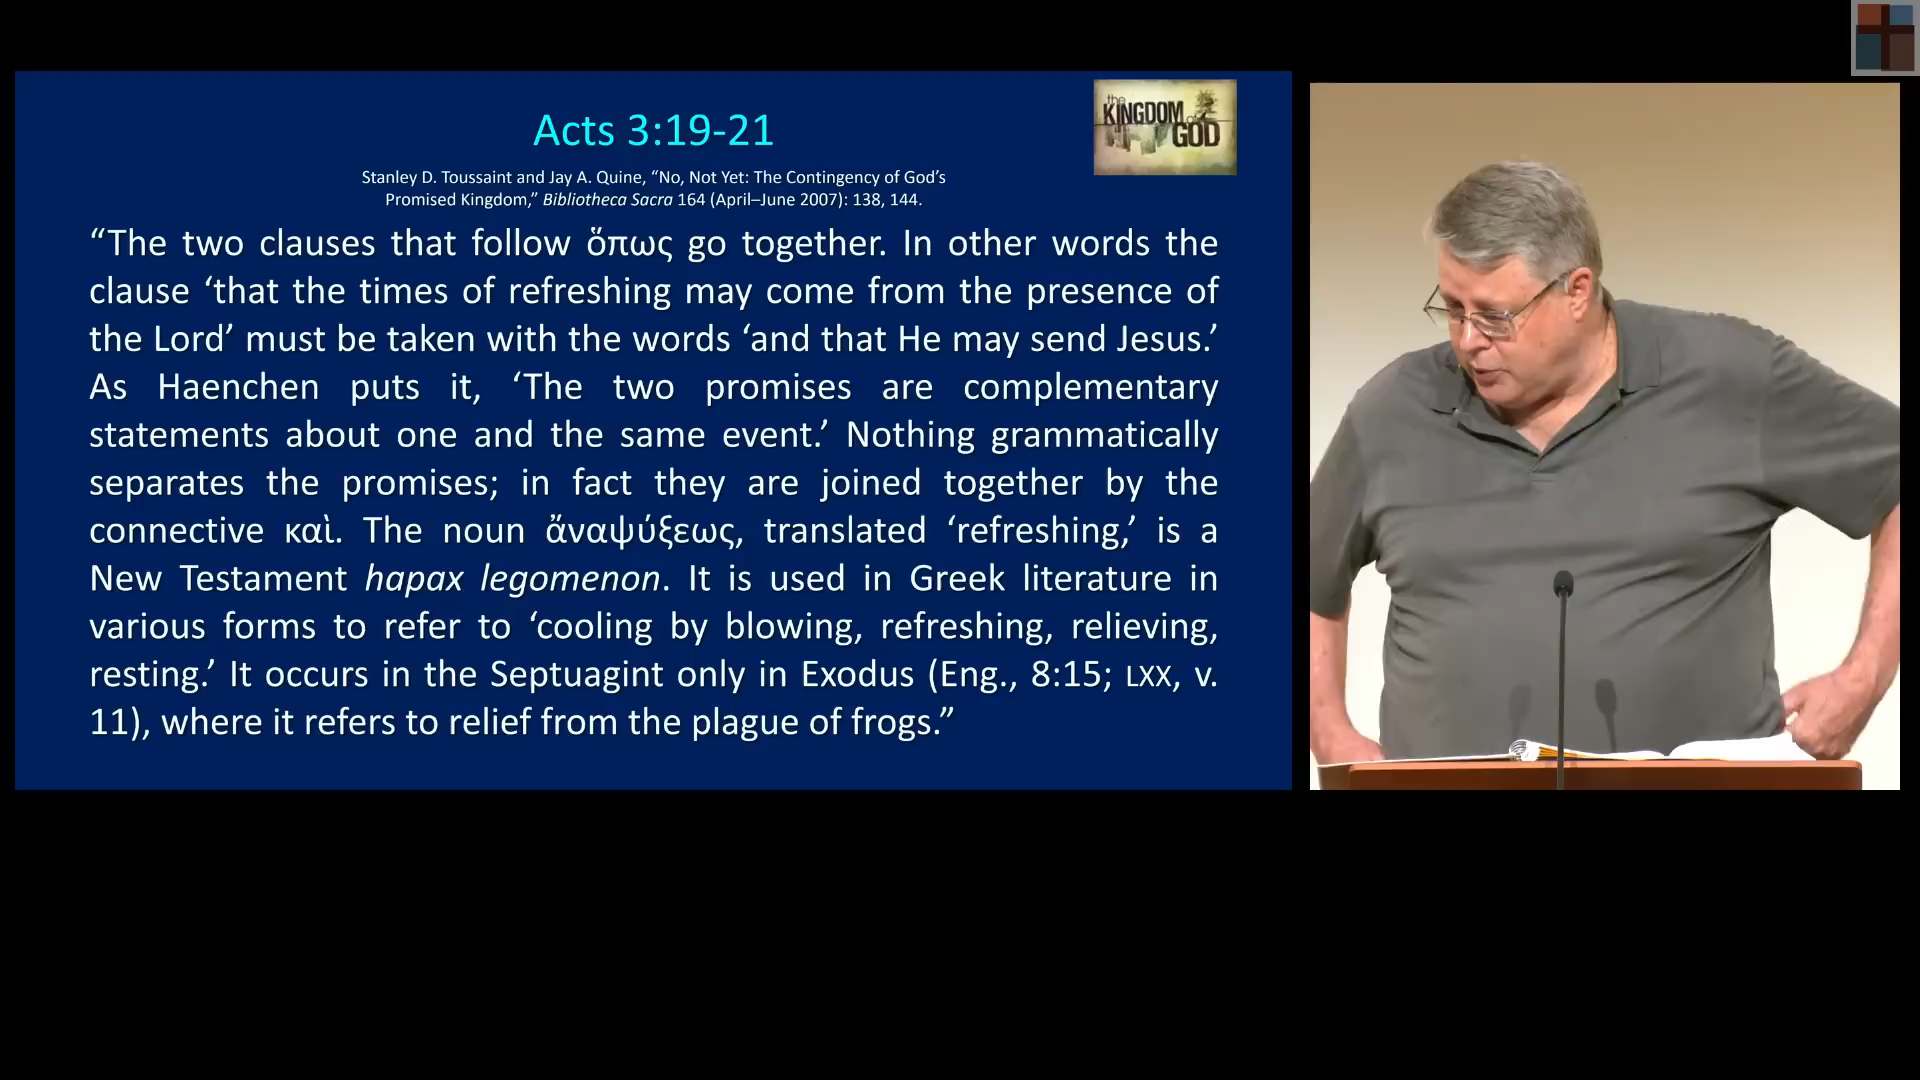 Acts 3:19-21
the
KINGDOM
of
GOD
Stanley D. Toussaint and Jay A. Quine, “No, Not Yet: The Contingency of God’s
Promised Kingdom,” Bibliotheca Sacra 164 (April–June 2007): 138, 144.
“The two clauses that follow ὅπως go together. In other words the
clause ‘that the times of refreshing may come from the presence of
the Lord’ must be taken with the words ‘and that He may send Jesus.’
As Haenchen puts it, ‘The two promises are complementary
statements about one and the same event.’ Nothing grammatically
separates the promises; in fact they are joined together by the
connective καὶ. The noun ἄναψύξεως, translated ‘refreshing,’ is a
New Testament hapax legomenon. It is used in Greek literature in
various forms to refer to ‘cooling by blowing, refreshing, relieving,
resting.’ It occurs in the Septuagint only in Exodus (Eng., 8:15; LXX, v.
11), where it refers to relief from the plague of frogs.”